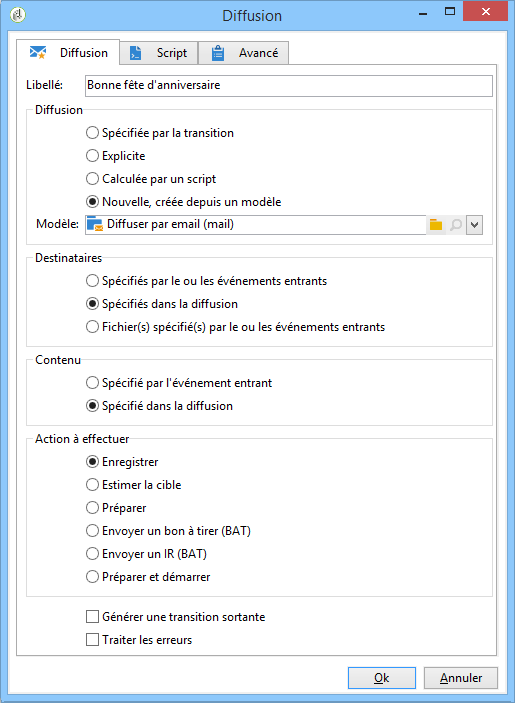 Diffusion
Diffusion Script Avancé
Libellé: Bonne fête d'anniversaire
Diffusion
Spécifiée par la transition
Explicite
Calculée par un script
Nouvelle, créée depuis un modèle
Modèle: Diffuser par email (mail)
Destinataires
Spécifiés par le ou les événements entrants
Spécifiés dans la diffusion
Fichier(s) spécifié(s) par le ou les événements entrants
Contenu
Spécifié par l'événement entrant
Spécifié dans la diffusion
Action à effectuer
Enregistrer
Estimer la cible
Préparer
Envoyer un bon à tirer (BAT)
Envoyer un IR (BAT)
Préparer et démarrer
Générer une transition sortante
Traiter les erreurs
Ok Annuler